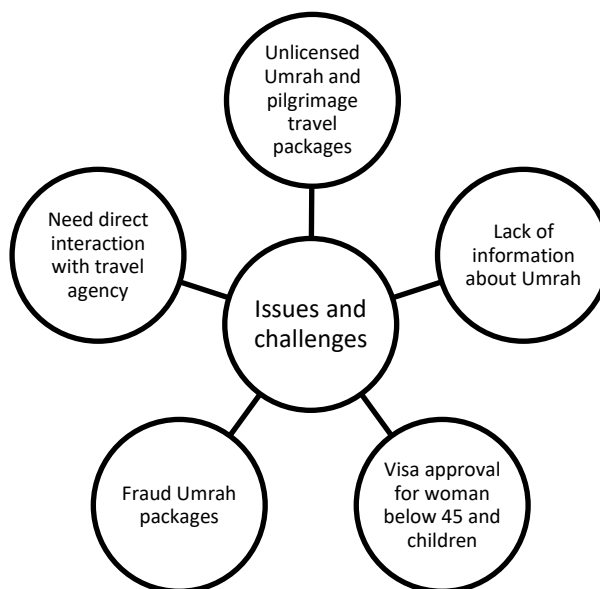 Unlicensed
Umrah and
pilgrimage
travel
packages
Need direct
interaction
with travel
agency
Lack of
information
about Umrah
Issues and
challenges
Fraud Umrah
packages
Visa approval
for woman
below 45 and
children